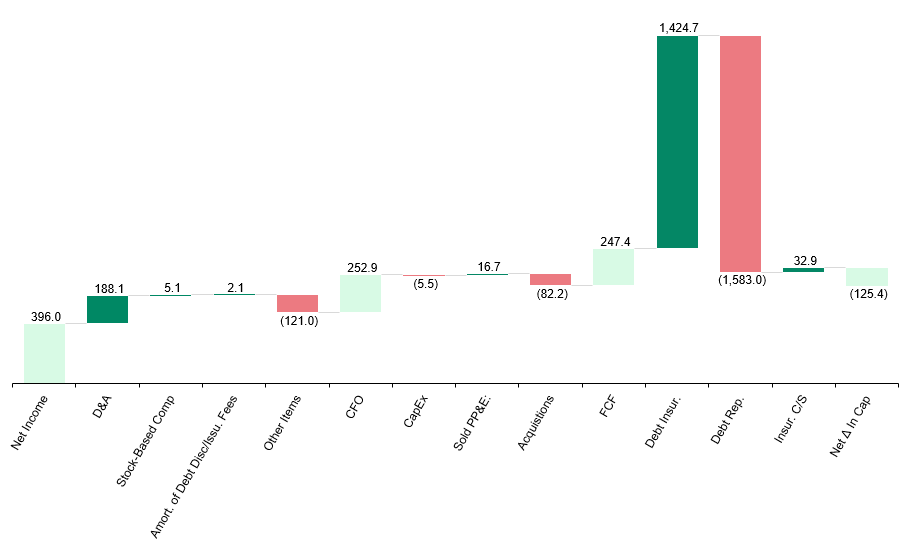 1,424.7
247.4
252.9
16.7
32.9
188.1
5.1
2.1
396.0
(121.0)
(5.5)
(82.2)
(1,583.0)
(125.4)
Net Income
D&A
Stock-Based Comp
Amort. of Debt Disc/Issu. Fees
Other Items
CFO
CapEx
Sold PP&E:
Acquistions
FCF
Debt Insur.
Debt Rep.
Insur. C/S
Net Δ In Cap